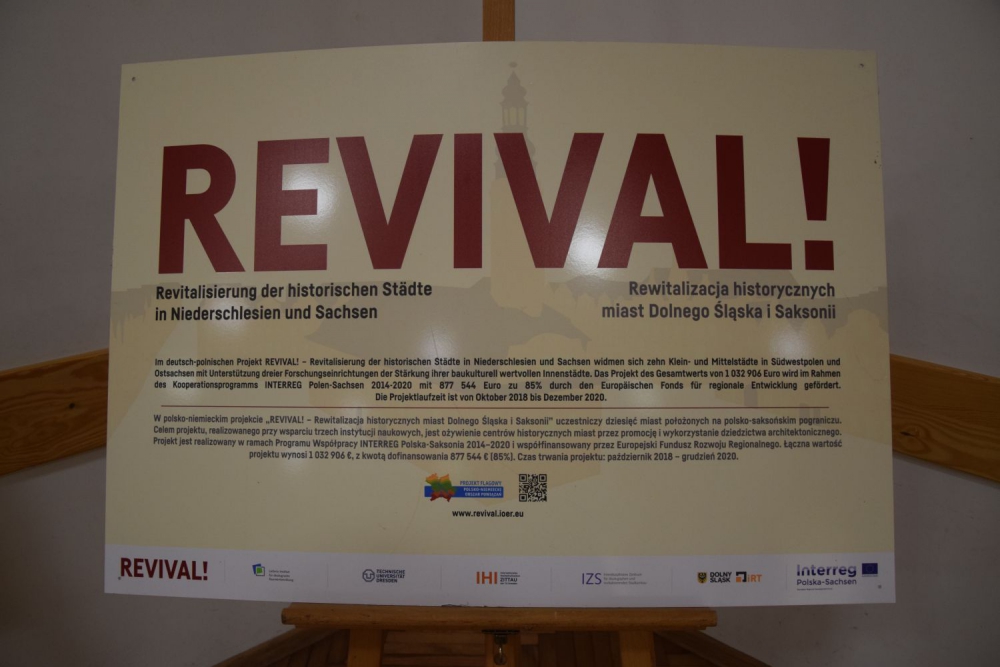 REVIVAL!
Revitalisierung der historischen Städte
in Niederschlesien und Sachsen
Rewitalizacja historycznych
miast Dolnego Śląska i Saksonii
Im deutsch-polnischen Projekt REVIVAL! – Revitalisierung der historischen Städte in Niederschlesien und Sachsen widmen sich zehn Klein- und Mittelstädte in Südwestpolen und
Ostsachsen mit Unterstützung dreier Forschungseinrichtungen der Stärkung ihrer baukulturell wertvollen Innenstädte. Das Projekt des Gesamtwerts von 1 032 906 Euro wird im Rahmen
des Kooperationsprogramms INTERREG Polen-Sachsen 2014-2020 mit 877 544 Euro zu 85% durch den Europäischen Fonds für regionale Entwicklung gefördert.
Die Projektlaufzeit ist von Oktober 2018 bis Dezember 2020.
W polsko-niemieckim projekcie „REVIVAL! – Rewitalizacja historycznych miast Dolnego Śląska i Saksonii” uczestniczy dziesięć miast położonych na polsko-saksońskim pograniczu.
Celem projektu, realizowanego przy wsparciu trzech instytucji naukowych, jest ożywienie centrów historycznych miast przez promocję i wykorzystanie dziedzictwa architektonicznego.
Projekt jest realizowany w ramach Programu Współpracy INTERREG Polska-Saksonia 2014-2020 i współfinansowany przez Europejski Fundusz Rozwoju Regionalnego. Łączna wartość
projektu wynosi 1 032 906 €, z kwotą dofinansowania 877 544 € (85%). Czas trwania projektu: październik 2018 – grudzień 2020.
PROJEKT FLAGOWY
www.revival.ioer.eu
REVIVAL!
TECHNISCHE
UNIVERSITÄT
DRESDEN
IHI
ZITTAU
IZS
DOLNY
ŚLĄSK
IRT
Interreg
Polska-Sachsen